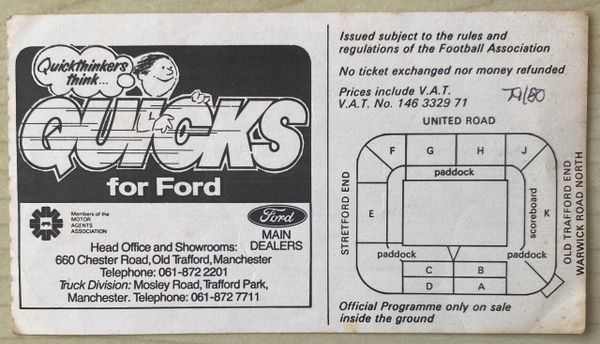 Quickthinkers
think...
QUICKS
for Ford
Members of the
MOTOR
AGENTS
ASSOCIATION
Ford
MAIN
DEALERS
Head Office and Showrooms:
660 Chester Road, Old Trafford, Manchester
Telephone: 061-872 2201
Truck Division: Mosley Road, Trafford Park,
Manchester. Telephone: 061-872 7711
Issued subject to the rules and
regulations of the Football Association
No ticket exchanged nor money refunded
Prices include V.A.T.
V.A.T. No. 146 3329 71
79/80
UNITED ROAD
F
G
H
J
paddock
STRETFORD END
E
scoreboard
K
OLD TRAFFORD END
WARWICK ROAD NORTH
paddock
paddock
C
B
D
A
Official Programme only on sale
inside the ground